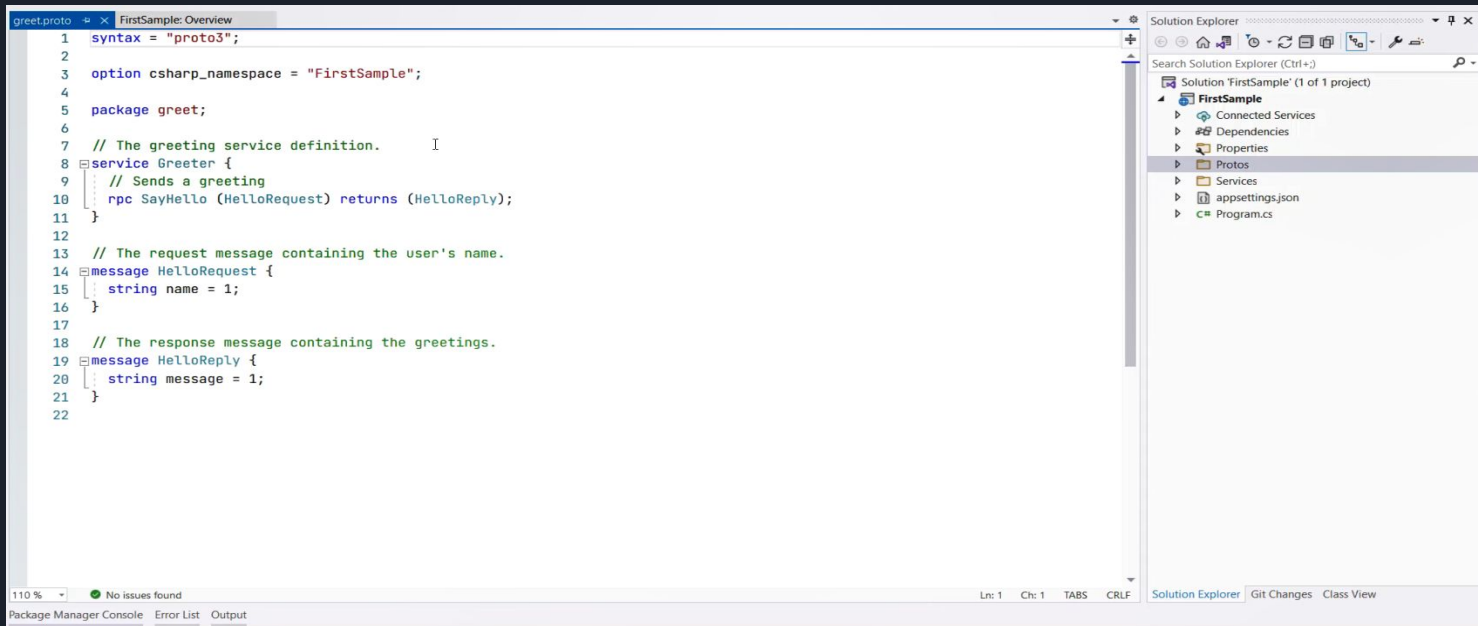 greet.proto
FirstSample: Overview
1 syntax = "proto3";
2
3 option csharp_namespace = "FirstSample";
4
5 package greet;
6
7 // The greeting service definition.
8 service Greeter {
9 // Sends a greeting
10 rpc SayHello (HelloRequest) returns (HelloReply);
11 }
12
13 // The request message containing the user's name.
14 message HelloRequest {
15 string name = 1;
16 }
17
18 // The response message containing the greetings.
19 message HelloReply {
20 string message = 1;
21 }
22
110 % No issues found Ln: 1 Ch: 1 TABS CRLF
Package Manager Console Error List Output
Solution Explorer
Search Solution Explorer (Ctrl+;)
Solution 'FirstSample' (1 of 1 project)
FirstSample
Connected Services
Dependencies
Properties
Protos
Services
appsettings.json
C# Program.cs
Solution Explorer Git Changes Class View